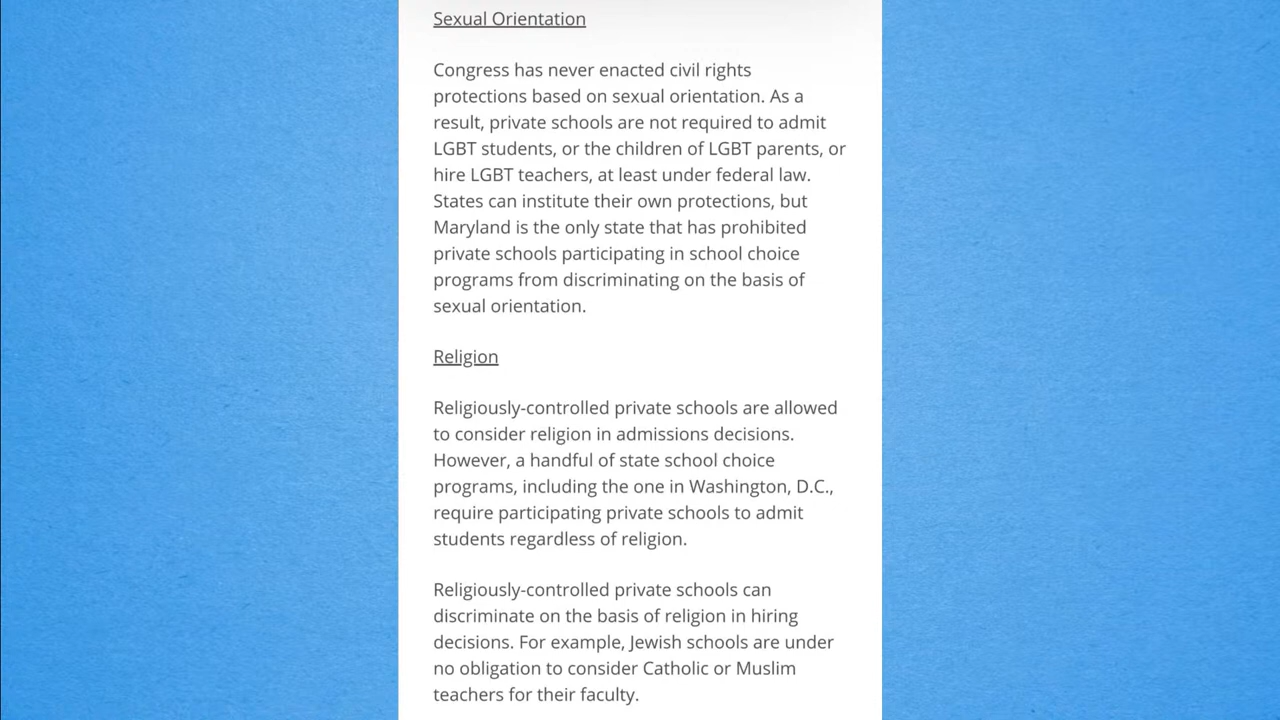 Sexual Orientation
Congress has never enacted civil rights
protections based on sexual orientation. As a
result, private schools are not required to admit
LGBT students, or the children of LGBT parents, or
hire LGBT teachers, at least under federal law.
States can institute their own protections, but
Maryland is the only state that has prohibited
private schools participating in school choice
programs from discriminating on the basis of
sexual orientation.
Religion
Religiously-controlled private schools are allowed
to consider religion in admissions decisions.
However, a handful of state school choice
programs, including the one in Washington, D.C.,
require participating private schools to admit
students regardless of religion.
Religiously-controlled private schools can
discriminate on the basis of religion in hiring
decisions. For example, Jewish schools are under
no obligation to consider Catholic or Muslim
teachers for their faculty.